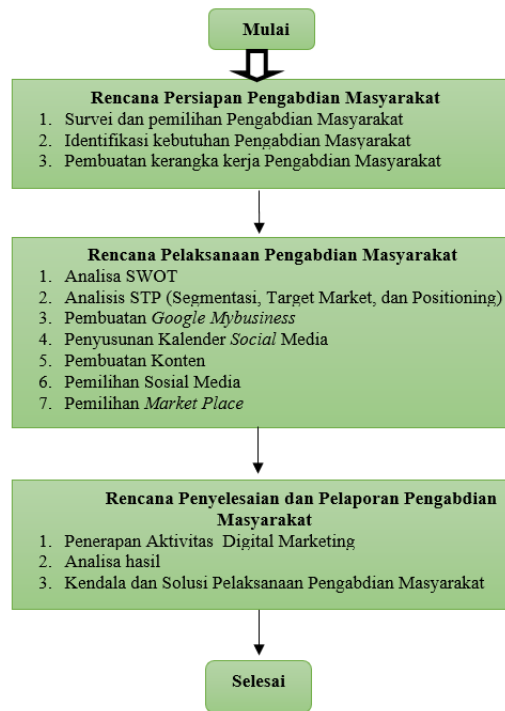 Mulai
Rencana Persiapan Pengabdian Masyarakat
1. Survei dan pemilihan Pengabdian Masyarakat
2. Identifikasi kebutuhan Pengabdian Masyarakat
3. Pembuatan kerangka kerja Pengabdian Masyarakat
Rencana Pelaksanaan Pengabdian Masyarakat
1. Analisa SWOT
2. Analisis STP (Segmentasi, Target Market, dan Positioning)
3. Pembuatan Google Mybusiness
4. Penyusunan Kalender Social Media
5. Pembuatan Konten
6. Pemilihan Sosial Media
7. Pemilihan Market Place
Rencana Penyelesaian dan Pelaporan Pengabdian
Masyarakat
1. Penerapan Aktivitas Digital Marketing
2. Analisa hasil
3. Kendala dan Solusi Pelaksanaan Pengabdian Masyarakat
Selesai